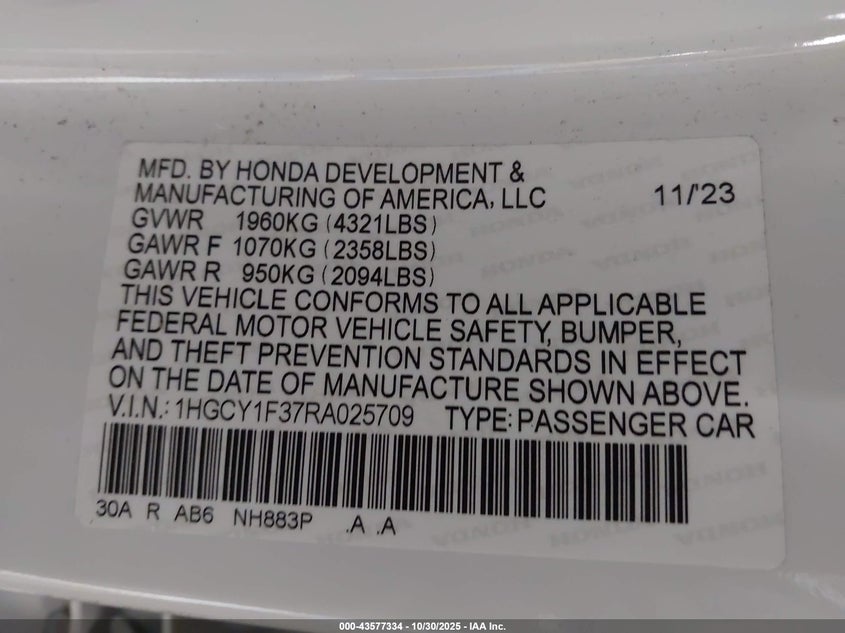 MFD. BY HONDA DEVELOPMENT &
MANUFACTURING OF AMERICA, LLC 11/'23
GVWR 1960KG (4321LBS)
GAWR F 1070KG (2358LBS)
GAWR R 950KG (2094LBS)
THIS VEHICLE CONFORMS TO ALL APPLICABLE
FEDERAL MOTOR VEHICLE SAFETY, BUMPER,
AND THEFT PREVENTION STANDARDS IN EFFECT
ON THE DATE OF MANUFACTURE SHOWN ABOVE.
V.I.N.: 1HGCY1F37RA025709 TYPE: PASSENGER CAR
30A R AB6 NH883P .A .A
000-43577334 - 10/30/2025 - IAA Inc.